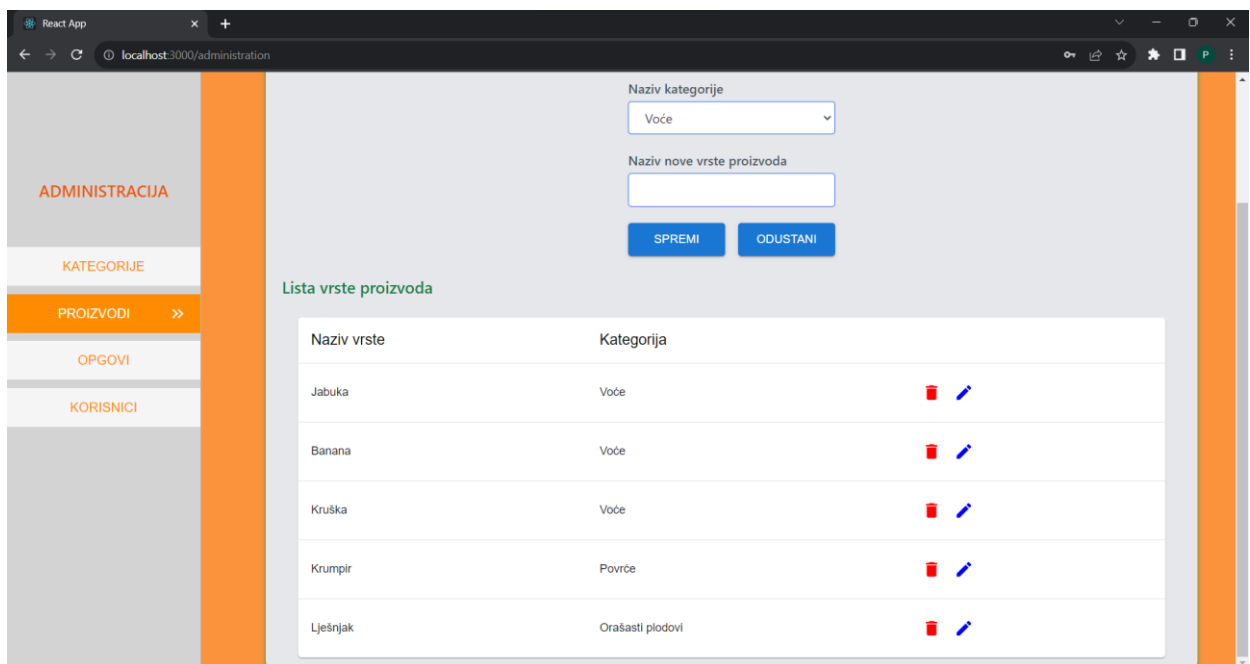 React App
localhost:3000/administration
P
ADMINISTRACIJA
KATEGORIJE
PROIZVODI
OPGOVI
KORISNICI
Naziv kategorije
Voće
Naziv nove vrste proizvoda
SPREMI ODUSTANI
Lista vrste proizvoda
Naziv vrste Kategorija
Jabuka Voće
Banana Voće
Kruška Voće
Krumpir Povrće
Lješnjak Orašasti plodovi